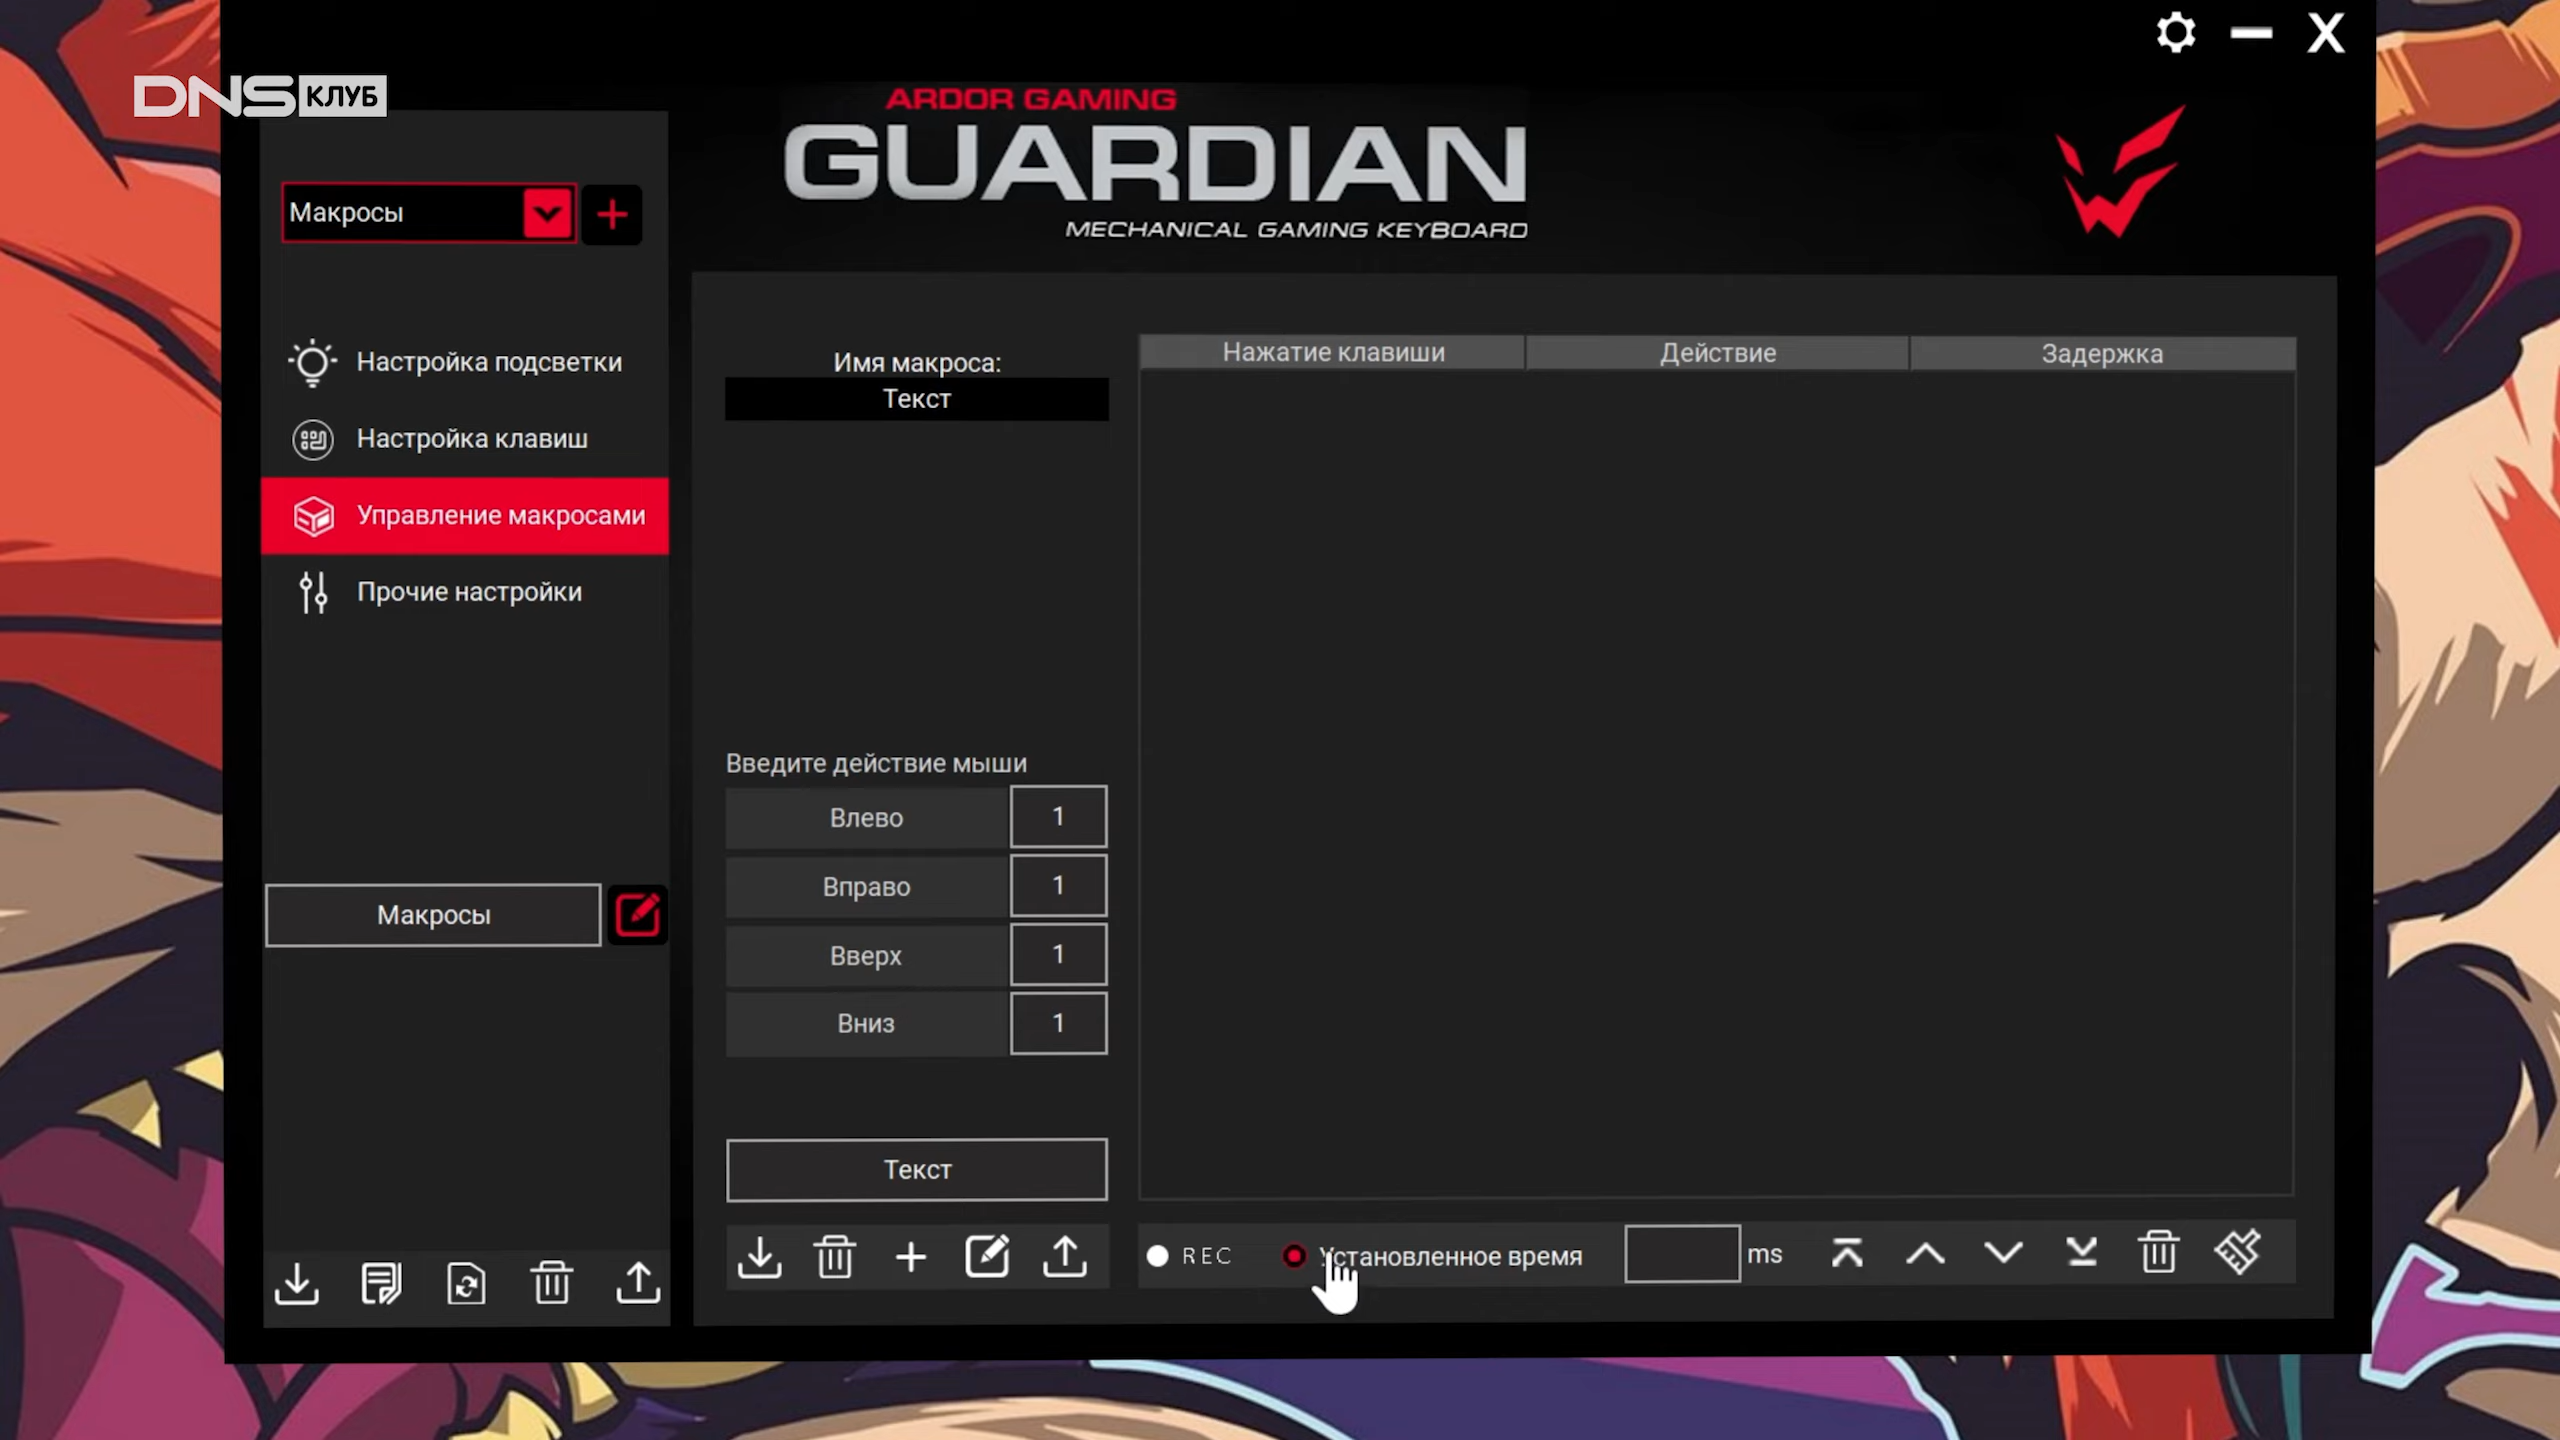 DNS КЛУБ
ARDOR GAMING
GUARDIAN
MECHANICAL GAMING KEYBOARD
Макросы
Настройка подсветки
Настройка клавиш
Управление макросами
Прочие настройки
Макросы
Имя макроса:
Текст
Введите действие мыши
Влево 1
Вправо 1
Вверх 1
Вниз 1
Текст
Нажатие клавиши Действие Задержка
REC Установленное время ms